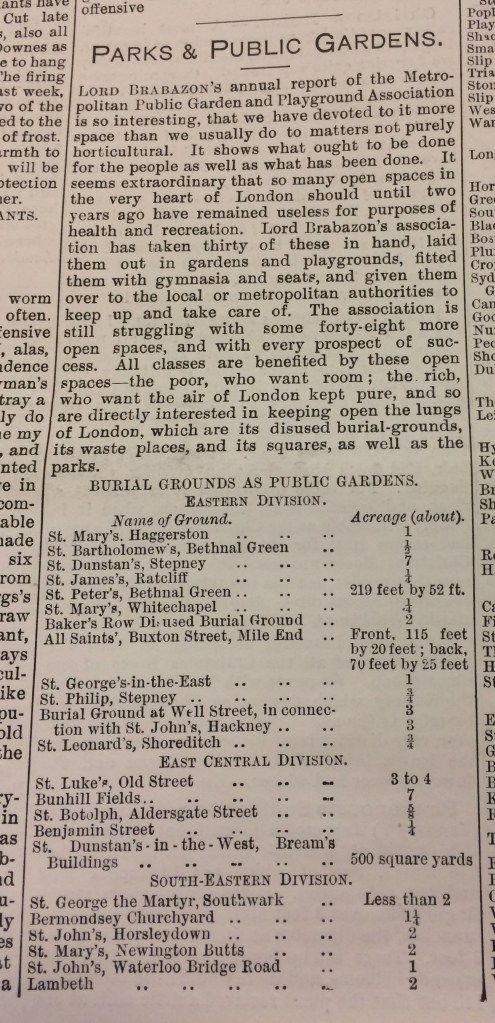 offensive
PARKS & PUBLIC GARDENS.
LORD BRABAZON'S annual report of the Metro-
politan Public Garden and Playground Association
is so interesting, that we have devoted to it more
space than we usually do to matters not purely
horticultural. It shows what ought to be done
for the people as well as what has been done. It
seems extraordinary that so many open spaces in
the very heart of London should until two
years ago have remained useless for purposes of
health and recreation. Lord Brabazon's associa-
tion has taken thirty of these in hand, laid
them out in gardens and playgrounds, fitted
them with gymnasia and seats, and given them
over to the local or metropolitan authorities to
keep up and take care of. The association is
still struggling with some forty-eight more
open spaces, and with every prospect of suc-
cess. All classes are benefited by these open
spaces—the poor, who want room; the rich,
who want the air of London kept pure, and so
are directly interested in keeping open the lungs
of London, which are its disused burial-grounds,
its waste places, and its squares, as well as the
parks.
BURIAL GROUNDS AS PUBLIC GARDENS.
EASTERN DIVISION.
Name of Ground. Acreage (about).
St. Mary's, Haggerston .. .. .. 1
St. Bartholomew's, Bethnal Green .. ½
St. Dunstan's, Stepney .. .. .. 7
St. James's, Ratcliff .. .. .. ¼
St. Peter's, Bethnal Green .. .. .. 219 feet by 52 ft.
St. Mary's, Whitechapel .. .. .. ¼
Baker's Row Disused Burial Ground .. 2
All Saints', Buxton Street, Mile End .. Front, 115 feet
by 20 feet; back,
70 feet by 25 feet
St. George's-in-the-East .. .. .. 1
St. Philip, Stepney .. .. .. .. ¾
Burial Ground at Well Street, in connec- 3
tion with St. John's, Hackney .. .. 3
St. Leonard's, Shoreditch .. .. .. ¾
EAST CENTRAL DIVISION.
St. Luke's, Old Street .. .. .. 3 to 4
Bunhill Fields .. .. .. .. 7
St. Botolph, Aldersgate Street .. .. ⅝
Benjamin Street .. .. .. .. ¼
St. Dunstan's-in-the-West, Bream's
Buildings .. .. .. .. .. 500 square yards
SOUTH-EASTERN DIVISION.
St. George the Martyr, Southwark .. Less than 2
Bermondsey Churchyard .. .. .. 1¼
St. John's, Horsleydown .. .. .. 2
St. Mary's, Newington Butts .. .. 2
St. John's, Waterloo Bridge Road .. 1
Lambeth .. .. .. .. .. 2